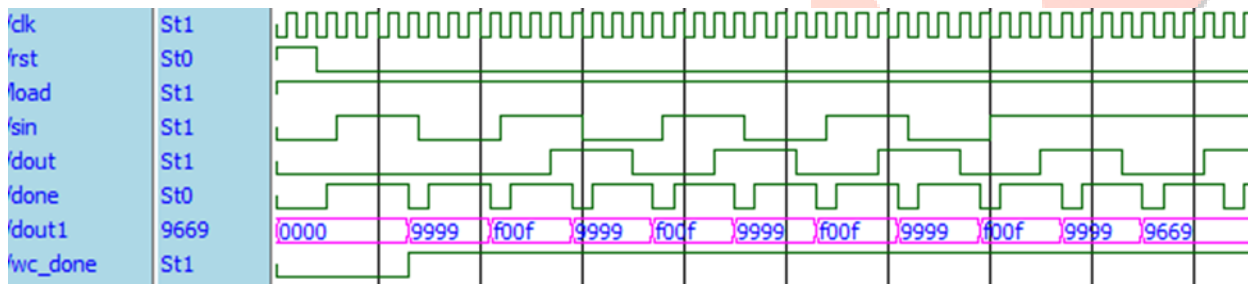 /clk St1
/rst St0
/load St1
/sin St1
/dout St1
/done St0
/dout1 9669 0000 9999 f00f 9999 f00f 9999 f00f 9999 f00f 9999 9669
/wc_done St1